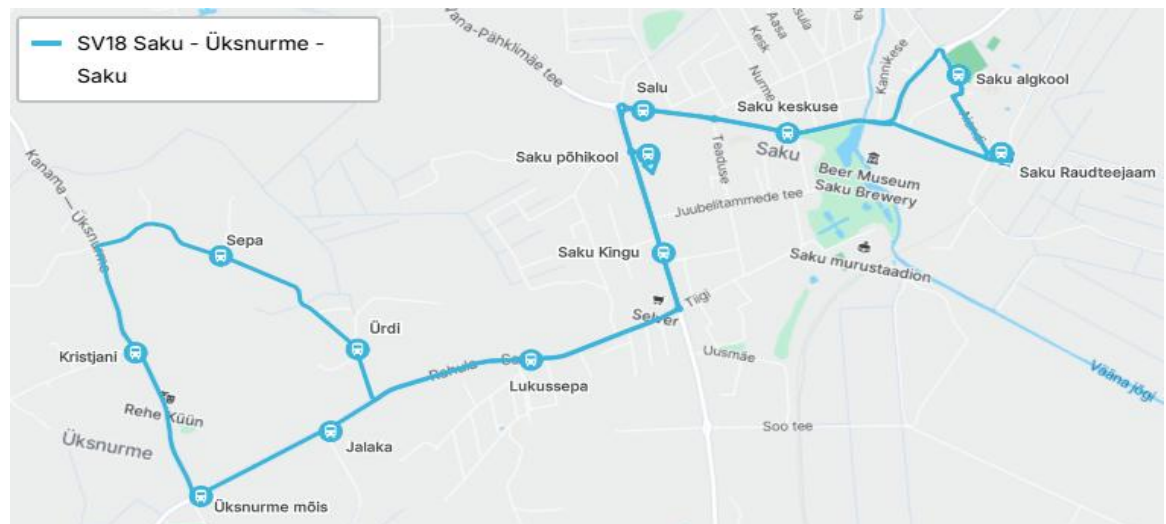 SV18 Saku - Üksnurme -
Saku
Vana-Pähklimäe tee
Aasa
Kesk
Nurme
Kannikese
Saku algkool
Salu
Saku keskuse
Saku põhikool
Teaduse
Saku
Saku Raudteejaam
Beer Museum
Saku Brewery
Juubelitammede tee
Kanama — Üksnurme
Sepa
Saku Kingu
Saku murustaadion
Tiigi
Selver
Ürdi
Kristjani
Uusmäe
Lukussepa
Vääna jõgi
Rehe Küün
Soo tee
Üksnurme
Jalaka
Üksnurme mõis